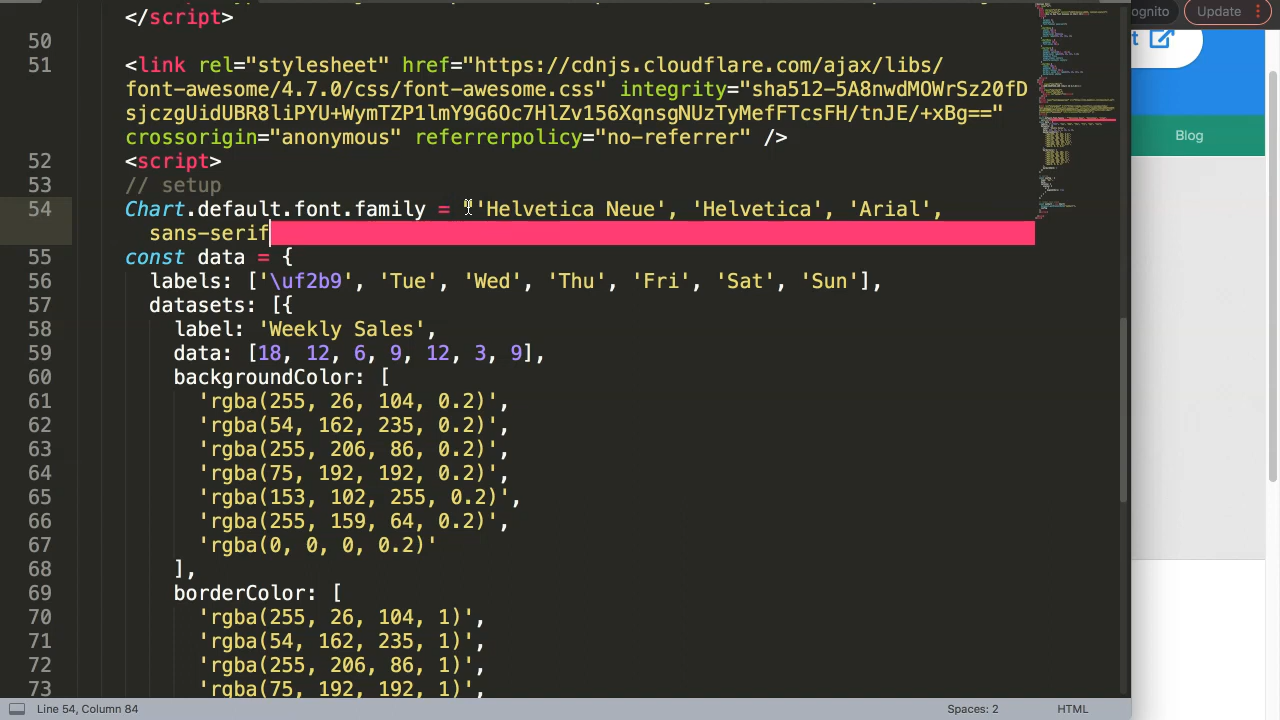 </script>
50
51 <link rel="stylesheet" href="https://cdnjs.cloudflare.com/ajax/libs/
font-awesome/4.7.0/css/font-awesome.css" integrity="sha512-5A8nwdMOWrSz20fD
sjczgUidUBR8liPYU+WymTZP1lmY9G6Oc7HlZv156XqnsgNUzTyMefFTcsFH/tnJE/+xBg=="
crossorigin="anonymous" referrerpolicy="no-referrer" />
52 <script>
53 // setup
54 Chart.default.font.family = "'Helvetica Neue', 'Helvetica', 'Arial',
sans-serif
55 const data = {
56 labels: ['\uf2b9', 'Tue', 'Wed', 'Thu', 'Fri', 'Sat', 'Sun'],
57 datasets: [{
58 label: 'Weekly Sales',
59 data: [18, 12, 6, 9, 12, 3, 9],
60 backgroundColor: [
61 'rgba(255, 26, 104, 0.2)',
62 'rgba(54, 162, 235, 0.2)',
63 'rgba(255, 206, 86, 0.2)',
64 'rgba(75, 192, 192, 0.2)',
65 'rgba(153, 102, 255, 0.2)',
66 'rgba(255, 159, 64, 0.2)',
67 'rgba(0, 0, 0, 0.2)'
68 ],
69 borderColor: [
70 'rgba(255, 26, 104, 1)',
71 'rgba(54, 162, 235, 1)',
72 'rgba(255, 206, 86, 1)',
73 'rgba(75, 192, 192, 1)',
Line 54, Column 84
Spaces: 2
HTML
ognito
Update
t
Blog